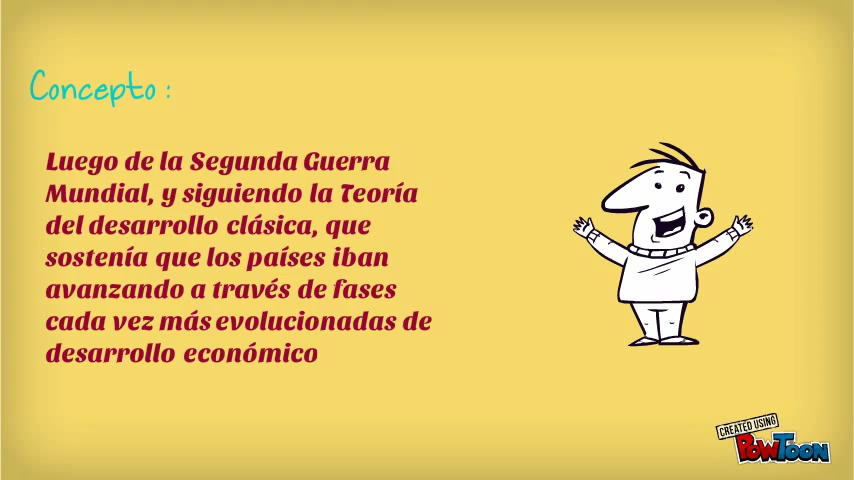 Concepto :
Luego de la Segunda Guerra
Mundial, y siguiendo la Teoría
del desarrollo clásica, que
sostenía que los países iban
avanzando a través de fases
cada vez más evolucionadas de
desarrollo económico
CREATED USING
POWTOON